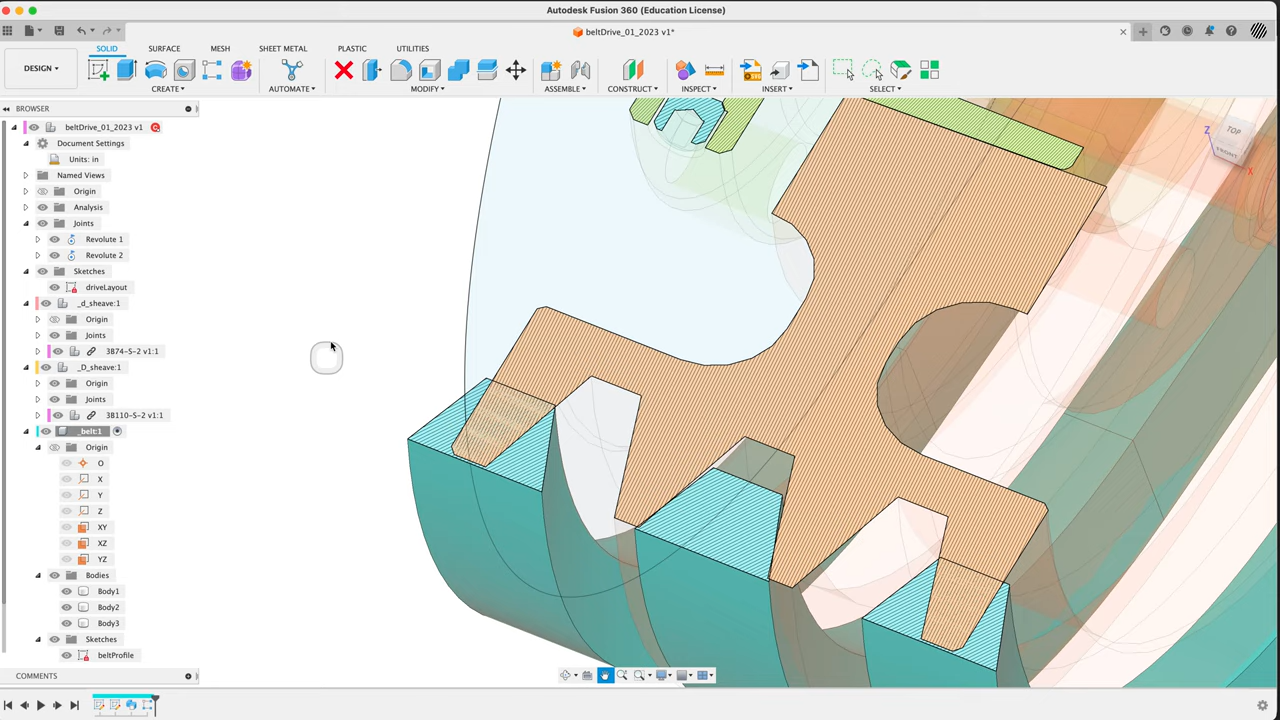 Autodesk Fusion 360 (Education License)
beltDrive_01_2023 v1*
SOLID SURFACE MESH SHEET METAL PLASTIC UTILITIES
DESIGN
CREATE AUTOMATE MODIFY ASSEMBLE CONSTRUCT INSPECT INSERT SELECT
BROWSER
beltDrive_01_2023 v1
Document Settings
Units: in
Named Views
Origin
Analysis
Joints
Revolute 1
Revolute 2
Sketches
driveLayout
_d_sheave:1
Origin
Joints
3B74-S-2 v1:1
_D_sheave:1
Origin
Joints
3B110-S-2 v1:1
_belt:1
Origin
O
X
Y
Z
XY
XZ
YZ
Bodies
Body1
Body2
Body3
Sketches
beltProfile
COMMENTS
Z
TOP
FRONT
X